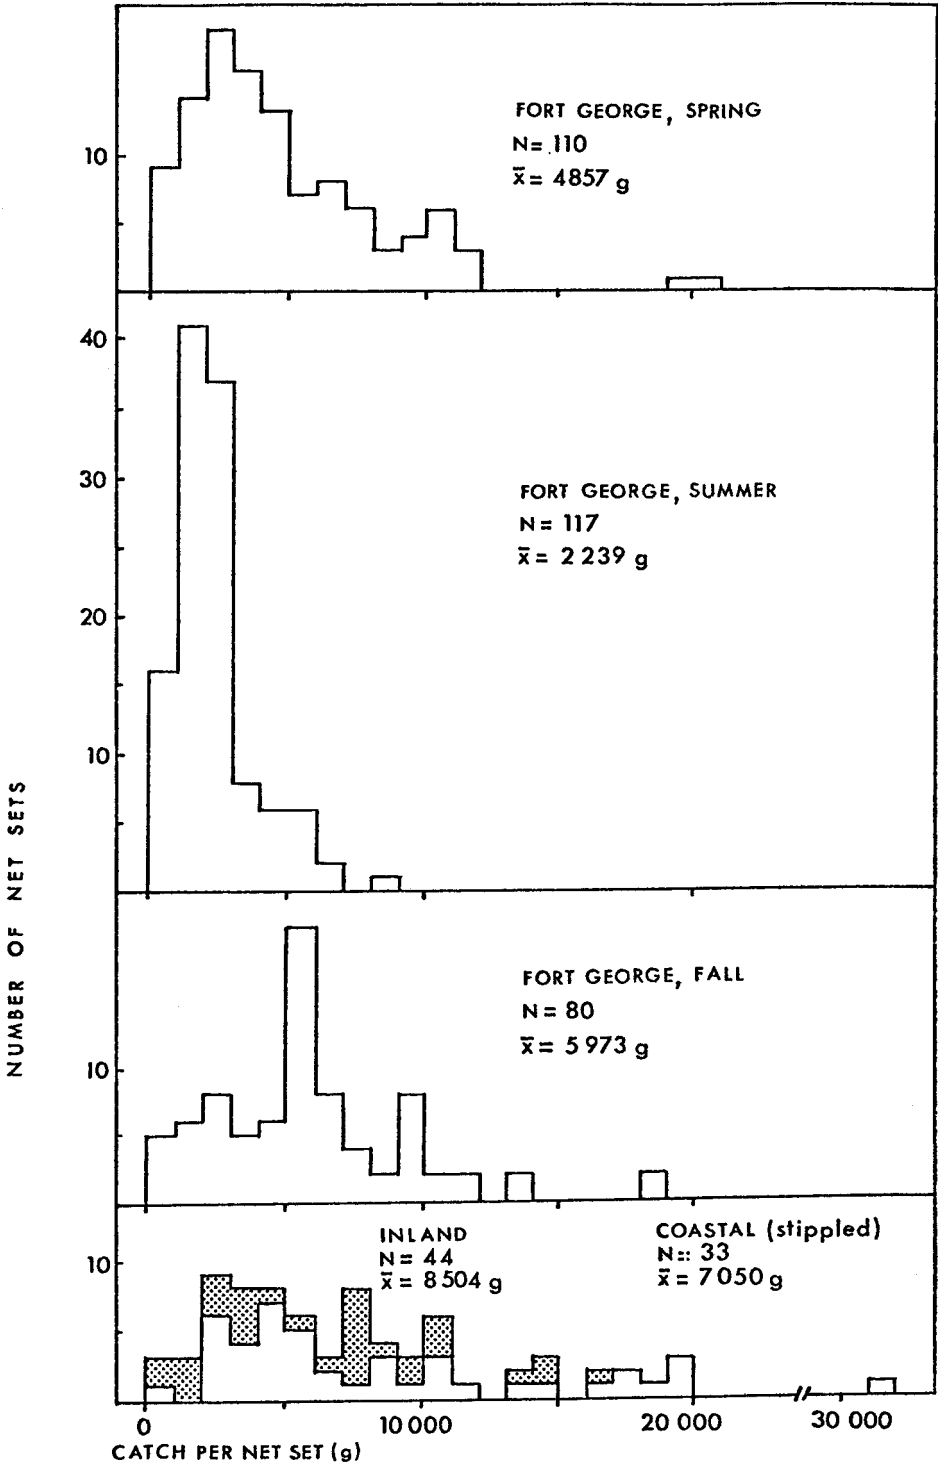 FORT GEORGE, SPRING
N= 110
x̄= 4857 g
10
40
30
20
10
FORT GEORGE, SUMMER
N= 117
x̄= 2 239 g
NUMBER OF NET SETS
10
FORT GEORGE, FALL
N= 80
x̄= 5 973 g
10
INLAND
N= 44
x̄= 8 504 g
COASTAL (stippled)
N= 33
x̄= 7 050 g
0 10 000 20 000 30 000
CATCH PER NET SET (g)